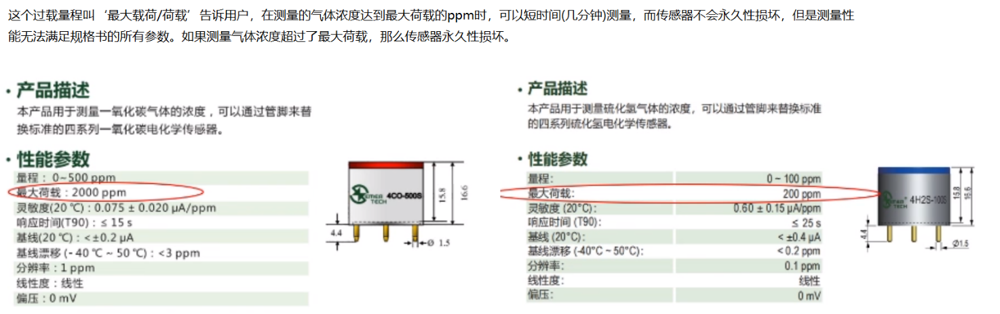 这个过载量程叫‘最大载荷/荷载’告诉用户，在测量的气体浓度达到最大荷载的ppm时，可以短时间(几分钟)测量，而传感器不会永久性损坏，但是测量性
能无法满足规格书的所有参数。如果测量气体浓度超过了最大荷载，那么传感器永久性损坏。
· 产品描述
本产品用于测量一氧化碳气体的浓度，可以通过管脚来替
换标准的四系列一氧化碳电化学传感器。
· 性能参数
量程：0~500 ppm
最大荷载：2000 ppm
灵敏度(20 ℃)：0.075 ± 0.020 μA/ppm
响应时间(T90)：≤ 15 s
基线(20 ℃)：<±0.2 μA
基线漂移 (- 40 ℃ ~ 50 ℃)：<3 ppm
分辨率：1 ppm
线性度：线性
偏压：0 mV
TECH 4CO-500S
15.8
16.6
4.4
Ø 1.5
· 产品描述
本产品用于测量硫化氢气体的浓度，可以通过管脚来替换标准
的四系列硫化氢电化学传感器。
· 性能参数
量程： 0 ~ 100 ppm
最大荷载： 200 ppm
灵敏度 (20°C)： 0.60 ± 0.15 μA/ppm
响应时间 (T90)： ≤ 25 s
基线 (20°C)： < ±0.4 μA
基线漂移 (-40°C ~ 50°C)： < 0.2 ppm
分辨率： 0.1 ppm
线性度： 线性
偏压： 0 mV
TECH 4H2S-100S
15.8
16.6
4.4
Ø1.5